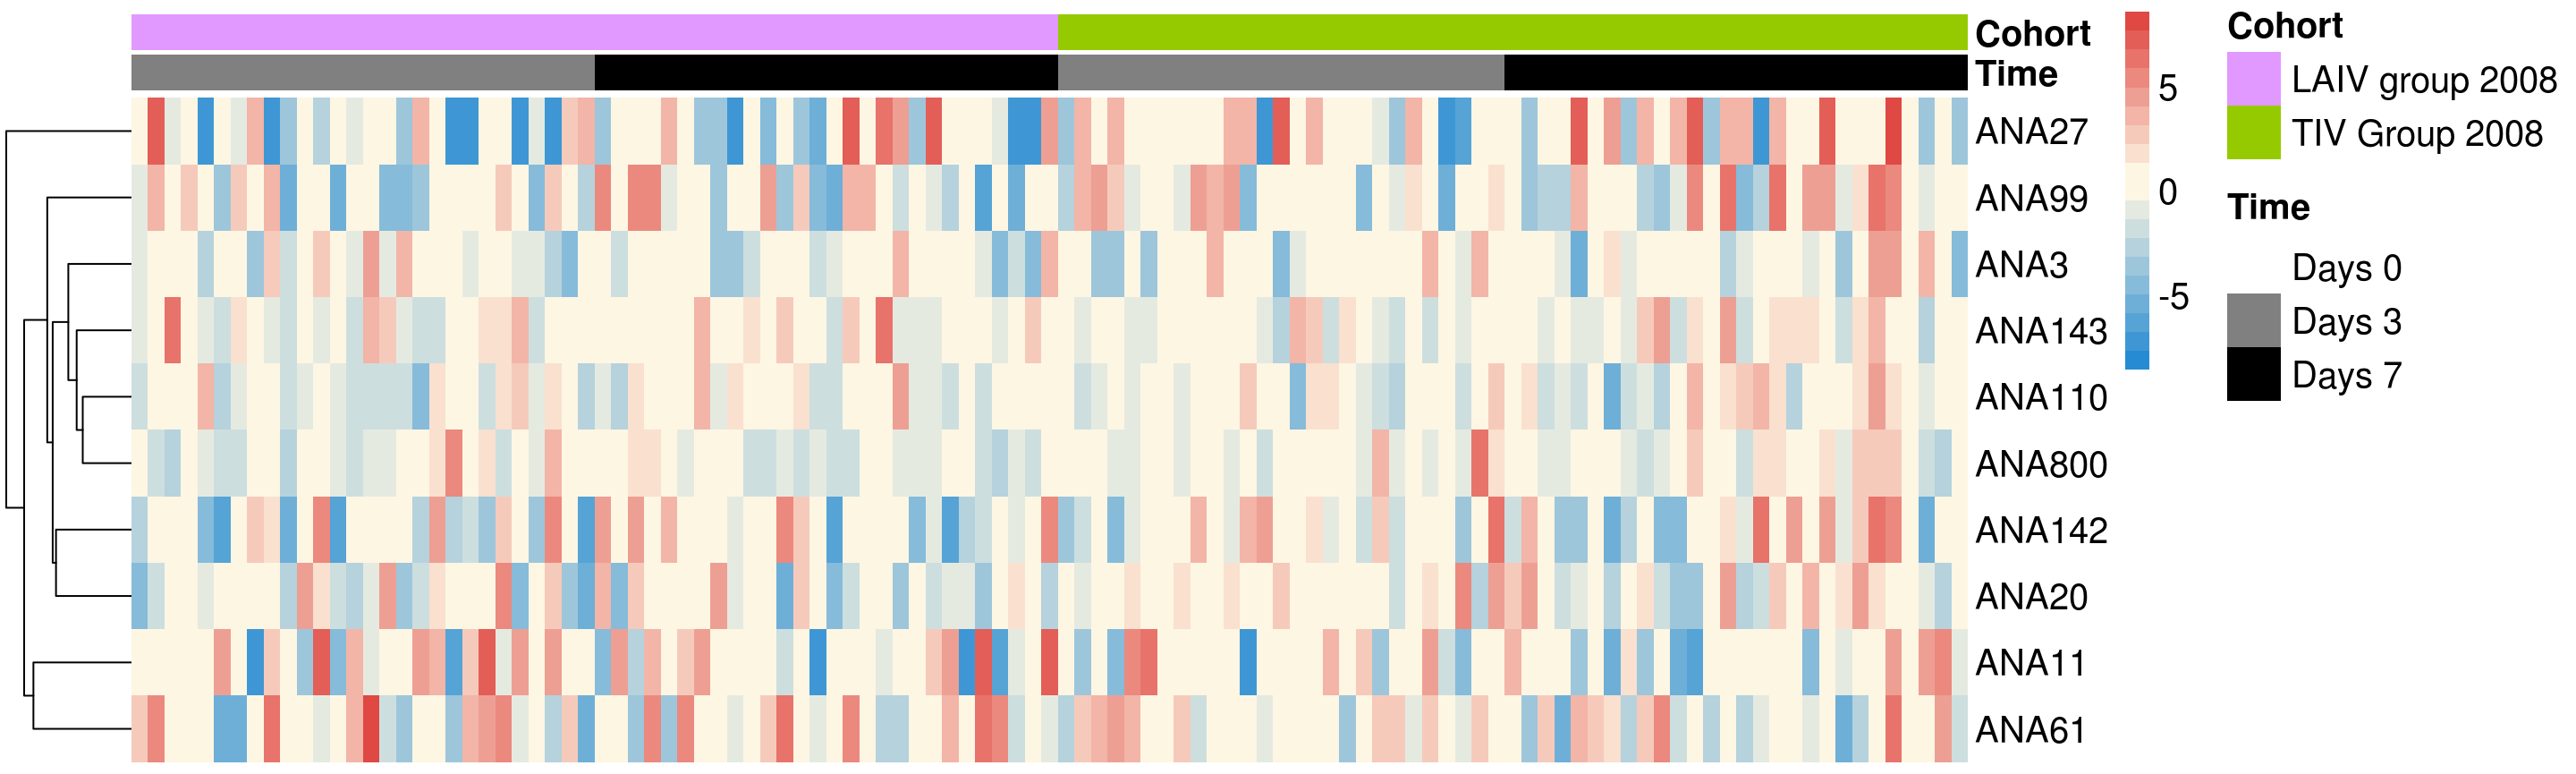 Cohort
Time
ANA27
ANA99
ANA3
ANA143
ANA110
ANA800
ANA142
ANA20
ANA11
ANA61
5
0
-5
Cohort
LAIV group 2008
TIV Group 2008
Time
Days 0
Days 3
Days 7